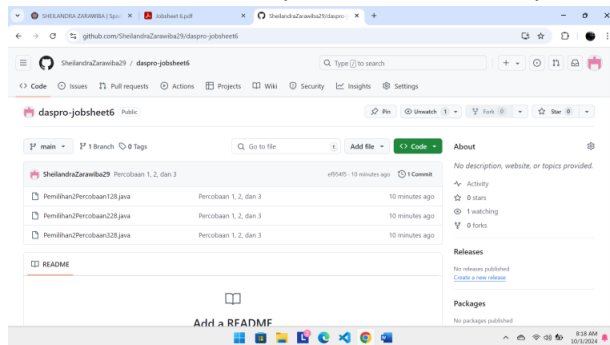 SHEILANDRA ZARAWIBA | Spa
Jobsheet 6.pdf
SheilandraZarawiba29/daspro-j
github.com/SheilandraZarawiba29/daspro-jobsheet6
SheilandraZarawiba29 / daspro-jobsheet6
Type / to search
Code Issues Pull requests Actions Projects Wiki Security Insights Settings
daspro-jobsheet6 Public
Pin Unwatch 1 Fork 0 Star 0
main 1 Branch 0 Tags
Go to file t Add file Code
About
No description, website, or topics provided.
SheilandraZarawiba29 Percobaan 1, 2, dan 3
ef954f5 · 10 minutes ago 1 Commit
Pemilihan2Percobaan128.java Percobaan 1, 2, dan 3 10 minutes ago
Pemilihan2Percobaan228.java Percobaan 1, 2, dan 3 10 minutes ago
Pemilihan2Percobaan328.java Percobaan 1, 2, dan 3 10 minutes ago
Activity
0 stars
1 watching
0 forks
README
Add a README
Releases
No releases published
Create a new release
Packages
No packages published
8:18 AM
10/3/2024